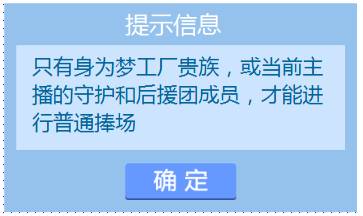 提示信息
只有身为梦工厂贵族，或当前主
播的守护和后援团成员，才能进
行普通捧场
确 定